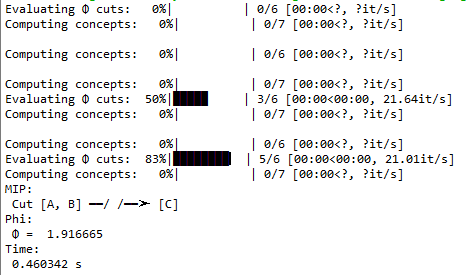 Evaluating Φ cuts:   0%|          | 0/6 [00:00<?, ?it/s]
Computing concepts:   0%|          | 0/7 [00:00<?, ?it/s]
Computing concepts:   0%|          | 0/6 [00:00<?, ?it/s]
Computing concepts:   0%|          | 0/7 [00:00<?, ?it/s]
Evaluating Φ cuts:  50%|█████     | 3/6 [00:00<00:00, 21.64it/s]
Computing concepts:   0%|          | 0/7 [00:00<?, ?it/s]
Computing concepts:   0%|          | 0/6 [00:00<?, ?it/s]
Evaluating Φ cuts:  83%|████████  | 5/6 [00:00<00:00, 21.01it/s]
Computing concepts:   0%|          | 0/7 [00:00<?, ?it/s]
MIP:
Cut [A, B] ━━/ /━━➤ [C]
Phi:
Φ =  1.916665
Time:
0.460342 s